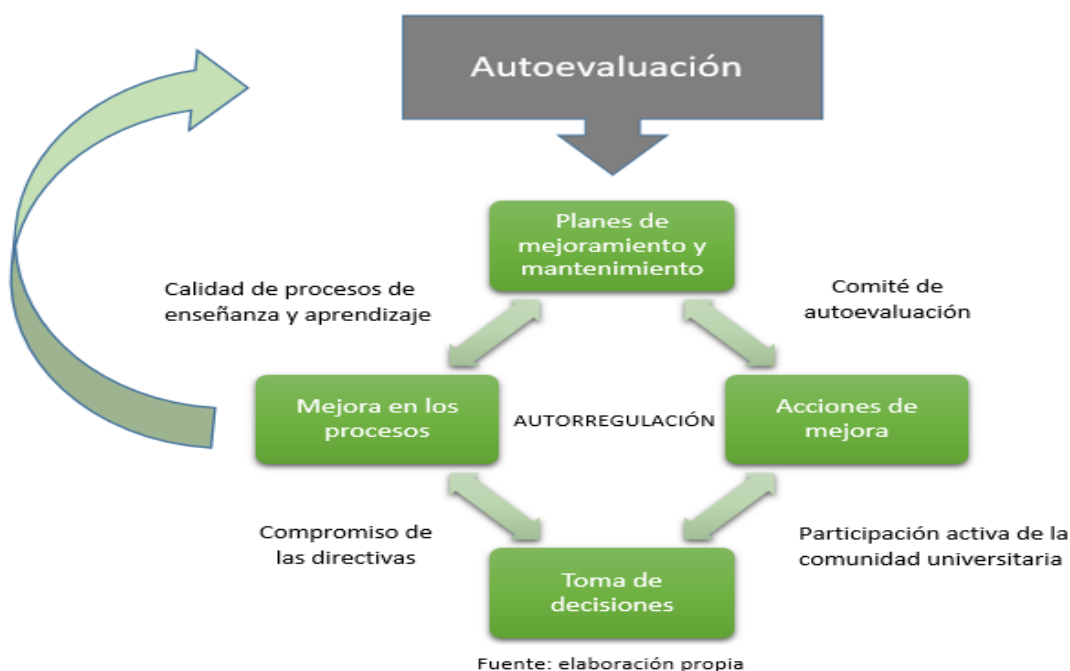 Autoevaluación
Planes de
mejoramiento y
mantenimiento
Calidad de procesos de
enseñanza y aprendizaje
Comité de
autoevaluación
Mejora en los
procesos
AUTORREGULACIÓN
Acciones de
mejora
Compromiso de
las directivas
Participación activa de la
comunidad universitaria
Toma de
decisiones
Fuente: elaboración propia